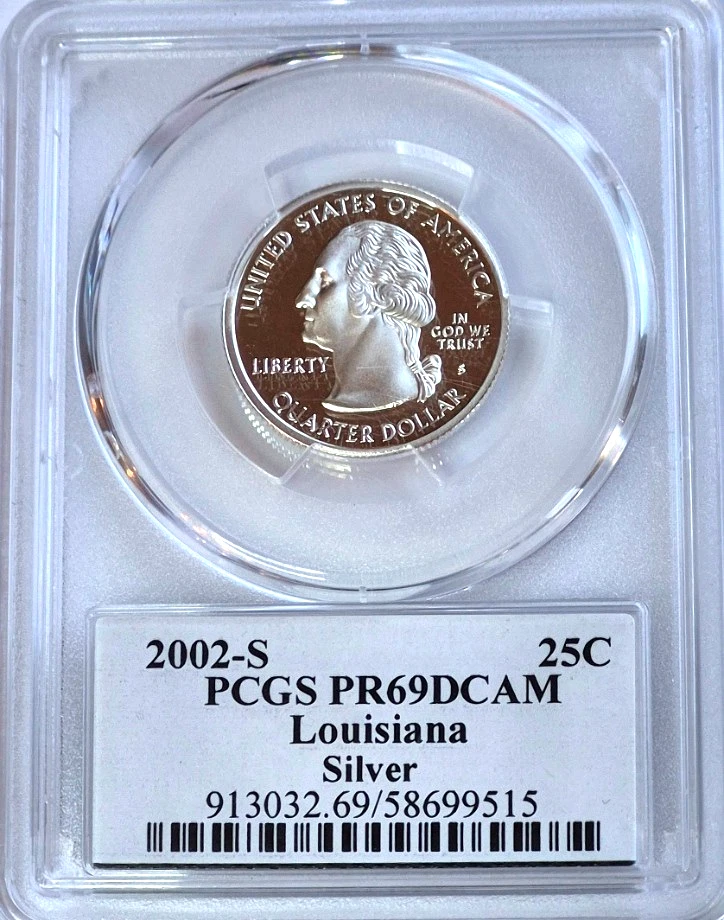 UNITED STATES OF AMERICA
LIBERTY
IN
GOD WE
TRUST
S
QUARTER DOLLAR
2002-S 25C
PCGS PR69DCAM
Louisiana
Silver
913032.69/58699515